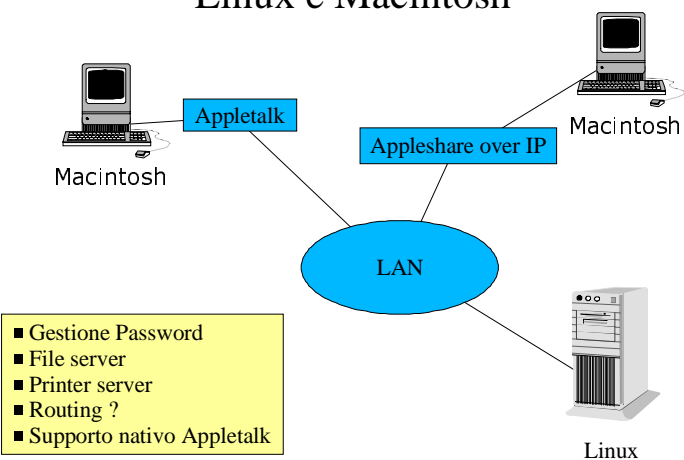 Linux e Macintosh
Appletalk
Macintosh
Appleshare over IP
Macintosh
LAN
Gestione Password
File server
Printer server
Routing ?
Supporto nativo Appletalk
Linux